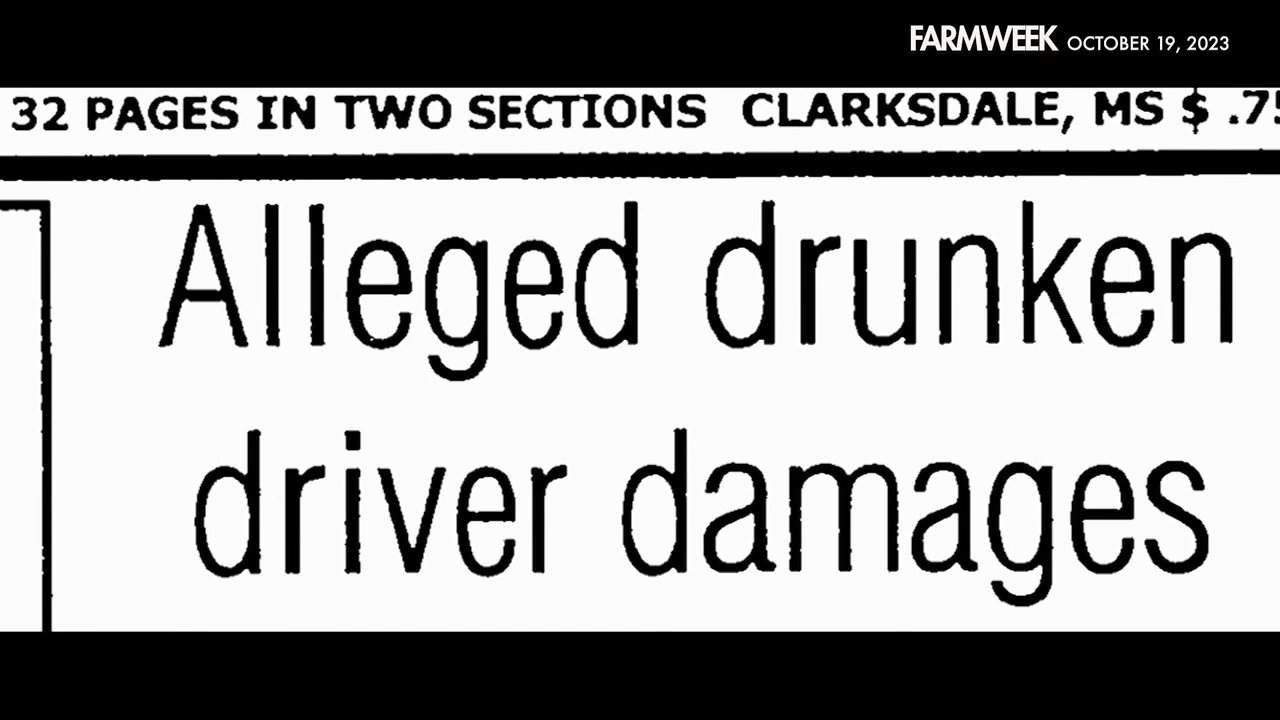 FARMWEEK OCTOBER 19, 2023
32 PAGES IN TWO SECTIONS CLARKSDALE, MS $ .75
Alleged drunken
driver damages